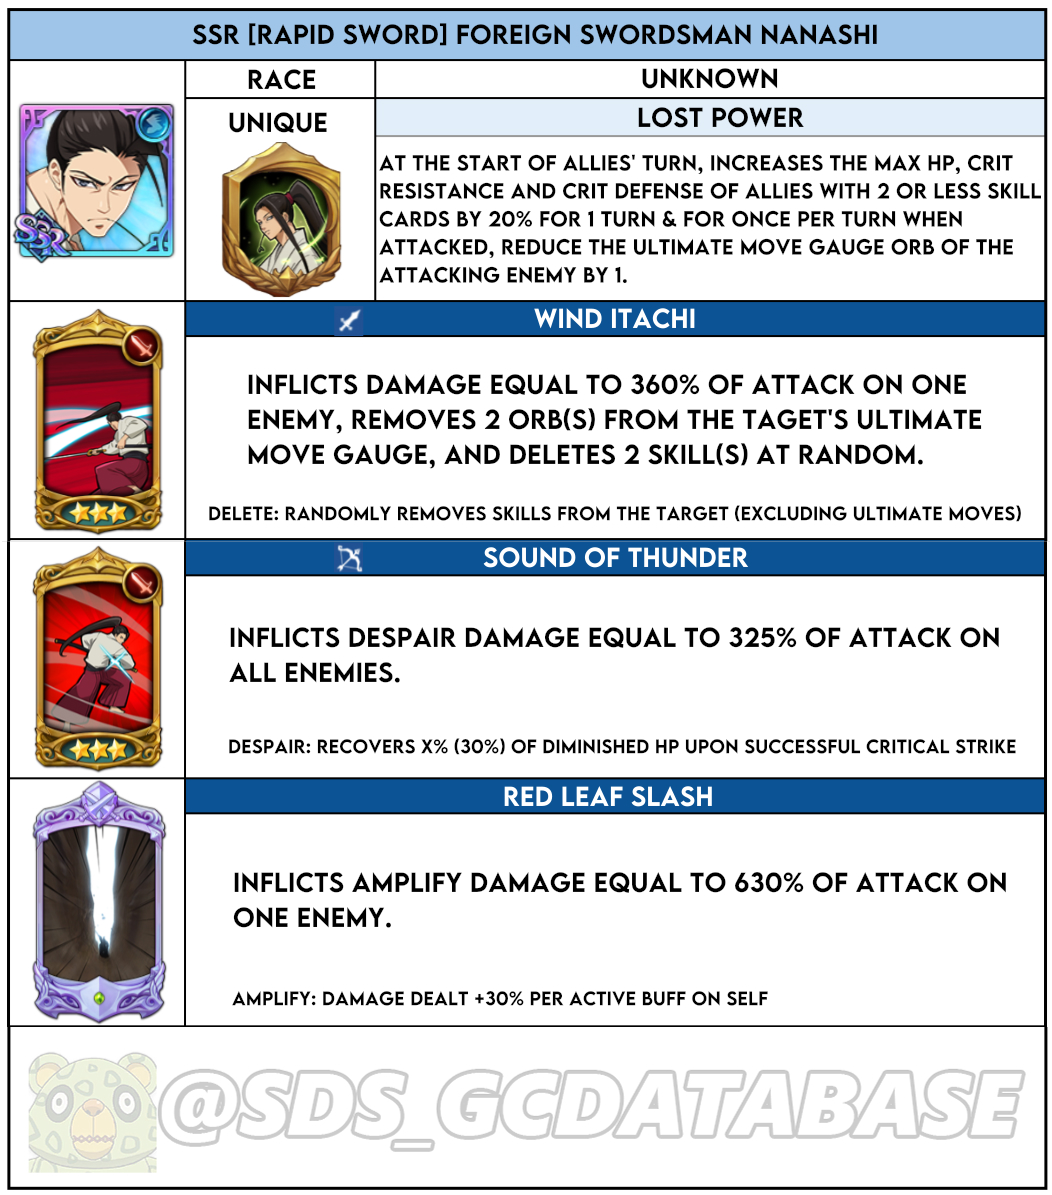 SSR [RAPID SWORD] FOREIGN SWORDSMAN NANASHI
RACE
UNKNOWN
UNIQUE
LOST POWER
AT THE START OF ALLIES' TURN, INCREASES THE MAX HP, CRIT
RESISTANCE AND CRIT DEFENSE OF ALLIES WITH 2 OR LESS SKILL
CARDS BY 20% FOR 1 TURN & FOR ONCE PER TURN WHEN
ATTACKED, REDUCE THE ULTIMATE MOVE GAUGE ORB OF THE
ATTACKING ENEMY BY 1.
SSR
WIND ITACHI
INFLICTS DAMAGE EQUAL TO 360% OF ATTACK ON ONE
ENEMY, REMOVES 2 ORB(S) FROM THE TAGET'S ULTIMATE
MOVE GAUGE, AND DELETES 2 SKILL(S) AT RANDOM.
DELETE: RANDOMLY REMOVES SKILLS FROM THE TARGET (EXCLUDING ULTIMATE MOVES)
SOUND OF THUNDER
INFLICTS DESPAIR DAMAGE EQUAL TO 325% OF ATTACK ON
ALL ENEMIES.
DESPAIR: RECOVERS X% (30%) OF DIMINISHED HP UPON SUCCESSFUL CRITICAL STRIKE
RED LEAF SLASH
INFLICTS AMPLIFY DAMAGE EQUAL TO 630% OF ATTACK ON
ONE ENEMY.
AMPLIFY: DAMAGE DEALT +30% PER ACTIVE BUFF ON SELF
@SDS_GCDATABASE